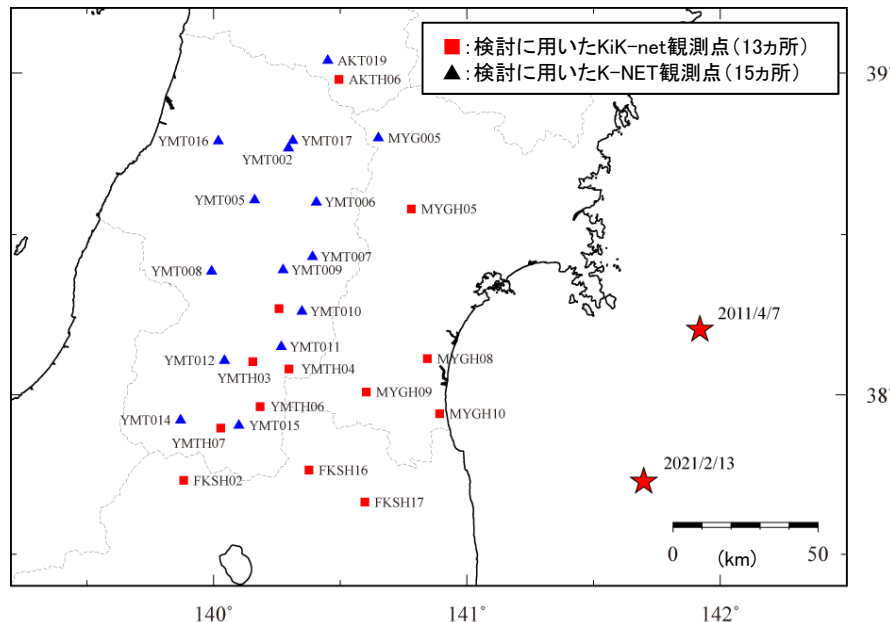 ■:検討に用いたKiK-net観測点(13ヵ所)
▲:検討に用いたK-NET観測点(15ヵ所)
AKT019
AKTH06
39°
YMT016
YMT017
MYG005
YMT002
YMT005
YMT006
MYGH05
YMT007
YMT008
YMT009
YMT010
2011/4/7
YMT011
YMT012
MYGH08
YMTH03
YMTH04
MYGH09
38°
YMTH06
MYGH10
YMT014
YMT015
YMTH07
2021/2/13
FKSH16
FKSH02
FKSH17
0 (km) 50
140° 141° 142°